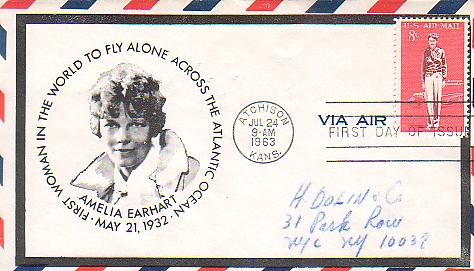 FIRST WOMAN IN THE WORLD TO FLY ALONE ACROSS THE ATLANTIC OCEAN ·
AMELIA EARHART
· MAY 21, 1932 ·
U·S·AIR MAIL
8¢
ATCHISON
JUL 24
9-AM
1963
KANS.
VIA AIR
FIRST DAY OF ISSUE
H. DOLIN & Co
31 Park Row
NYC NY 10038